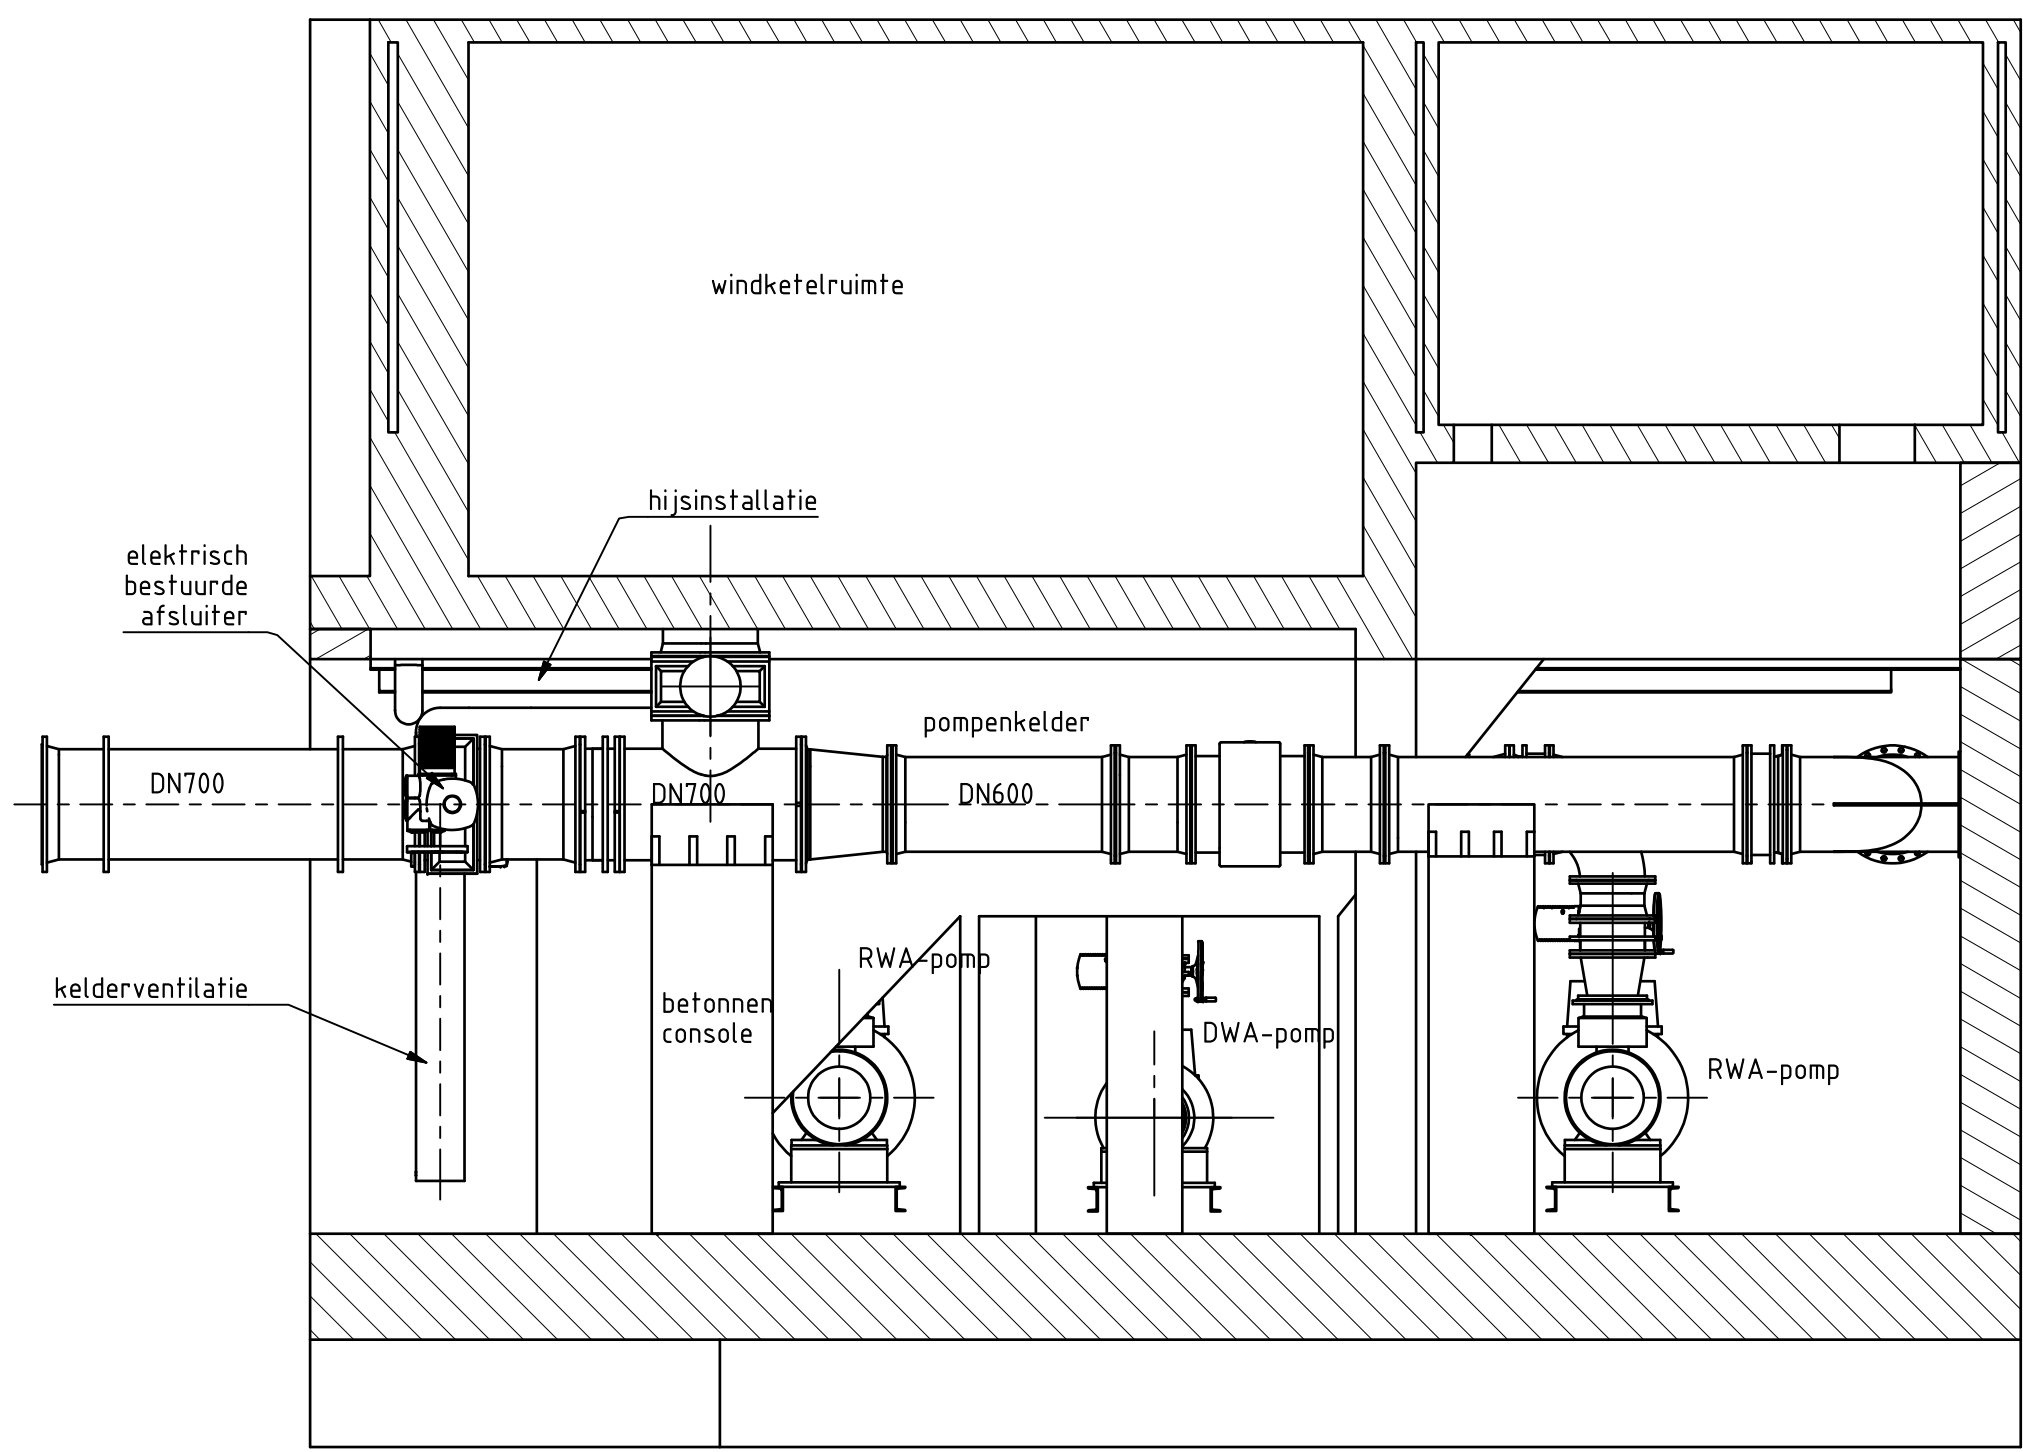 windketelruimte
hijsinstallatie
elektrisch
bestuurde
afsluiter
pompenkelder
DN700
DN700
DN600
RWA-pomp
kelderventilatie
betonnen
console
DWA-pomp
RWA-pomp